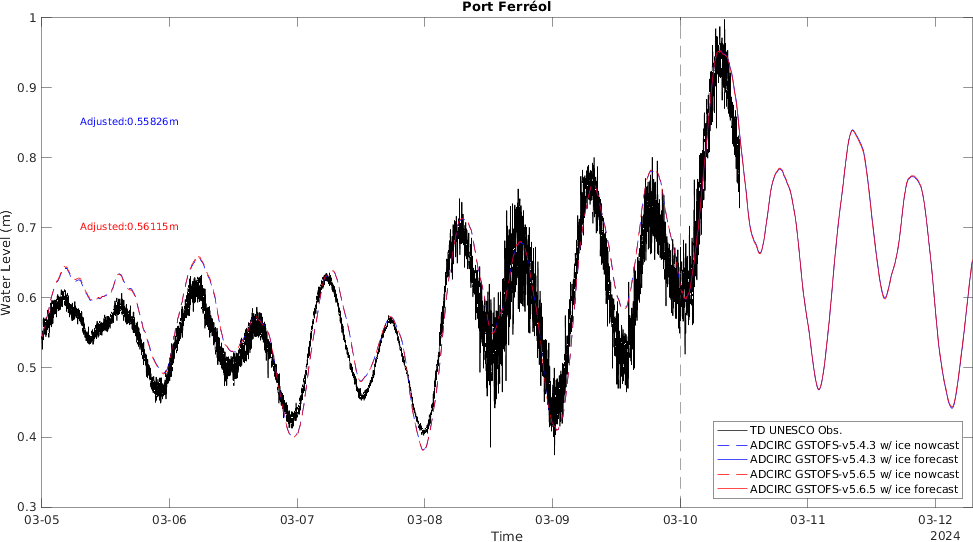 Port Ferréol
1
0.9
0.8
0.7
0.6
0.5
0.4
0.3
Water Level (m)
Adjusted:0.55826m
Adjusted:0.56115m
TD UNESCO Obs.
ADCIRC GSTOFS-v5.4.3 w/ ice nowcast
ADCIRC GSTOFS-v5.4.3 w/ ice forecast
ADCIRC GSTOFS-v5.6.5 w/ ice nowcast
ADCIRC GSTOFS-v5.6.5 w/ ice forecast
03-05 03-06 03-07 03-08 03-09 03-10 03-11 03-12
Time
2024